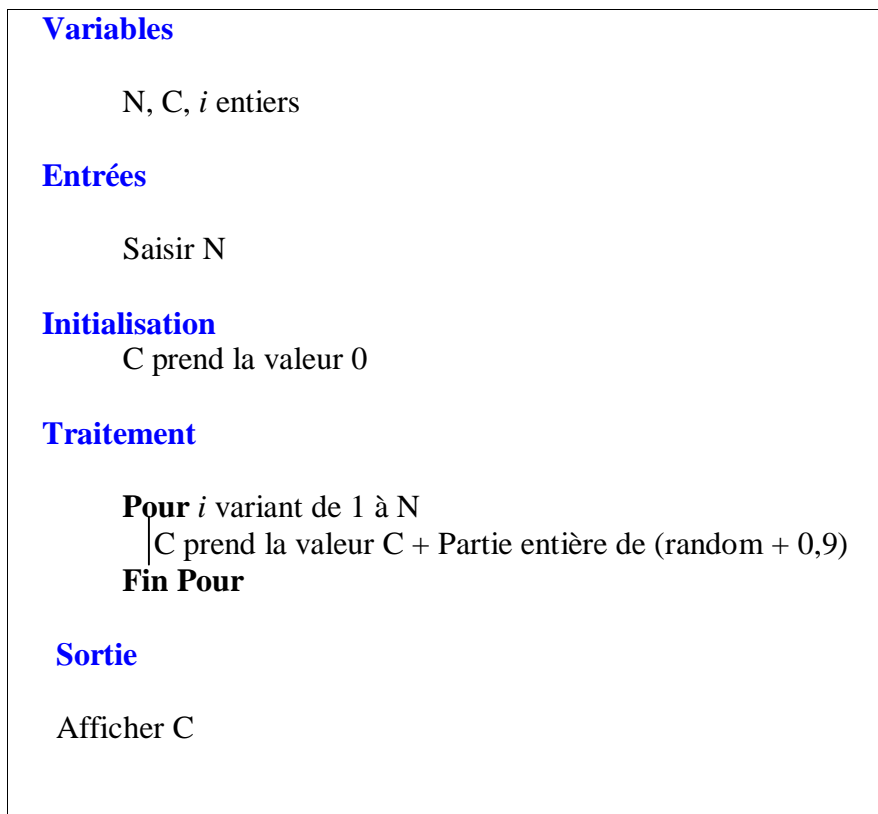 Variables
N, C, i entiers
Entrées
Saisir N
Initialisation
C prend la valeur 0
Traitement
Pour i variant de 1 à N
C prend la valeur C + Partie entière de (random + 0,9)
Fin Pour
Sortie
Afficher C